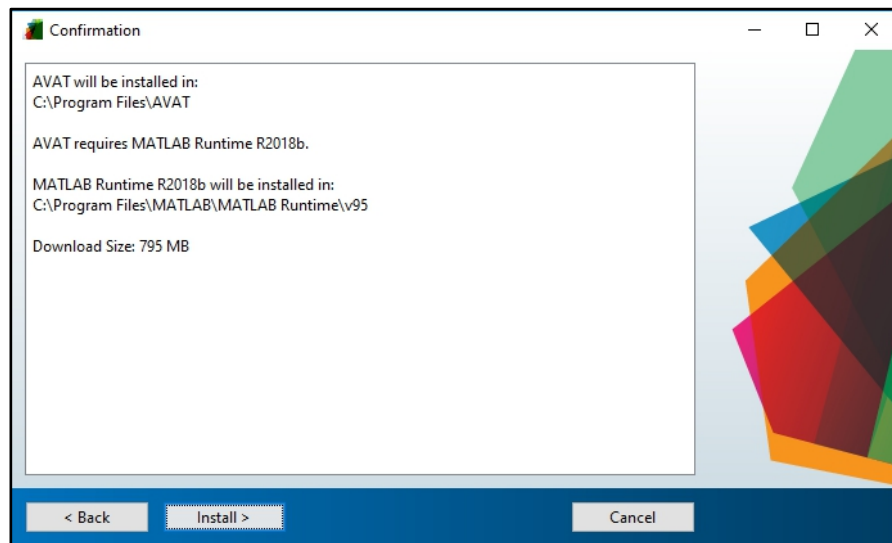 Confirmation
AVAT will be installed in:
C:\Program Files\AVAT
AVAT requires MATLAB Runtime R2018b.
MATLAB Runtime R2018b will be installed in:
C:\Program Files\MATLAB\MATLAB Runtime\v95
Download Size: 795 MB
< Back
Install >
Cancel